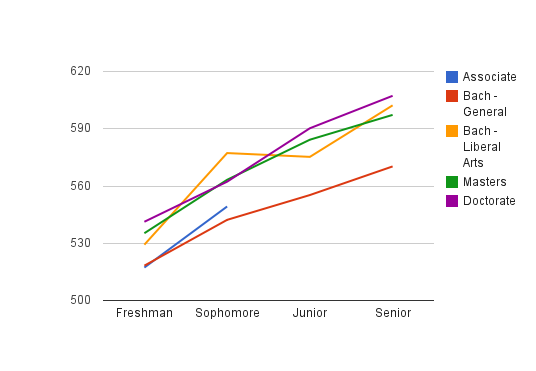 620
590
560
530
500
Freshman Sophomore Junior Senior
Associate
Bach -
General
Bach -
Liberal
Arts
Masters
Doctorate